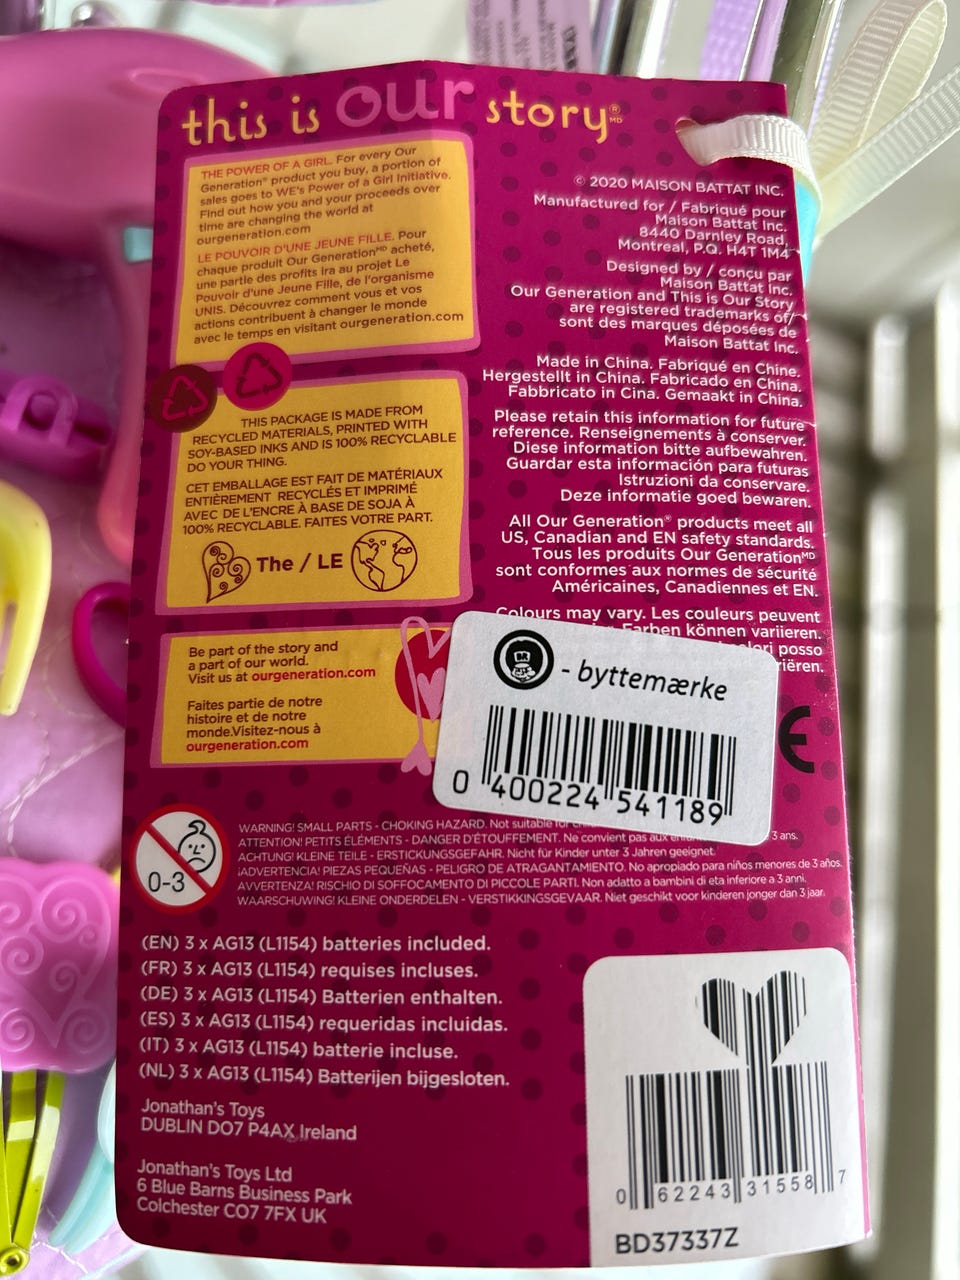 this is our story®MD
THE POWER OF A GIRL. For every Our
Generation® product you buy, a portion of
sales goes to WE's Power of a Girl Initiative.
Find out how you and your proceeds over
time are changing the world at
ourgeneration.com
LE POUVOIR D'UNE JEUNE FILLE. Pour
chaque produit Our Generationᴹᴰ acheté,
une partie des profits ira au projet Le
Pouvoir d'une Jeune Fille, de l'organisme
UNIS. Découvrez comment vous et vos
actions contribuent à changer le monde
avec le temps en visitant ourgeneration.com
THIS PACKAGE IS MADE FROM
RECYCLED MATERIALS, PRINTED WITH
SOY-BASED INKS AND IS 100% RECYCLABLE
DO YOUR THING.
CET EMBALLAGE EST FAIT DE MATÉRIAUX
ENTIÈREMENT RECYCLÉS ET IMPRIMÉ
AVEC DE L'ENCRE À BASE DE SOJA À
100% RECYCLABLE. FAITES VOTRE PART.
The / LE
Be part of the story and
a part of our world.
Visit us at ourgeneration.com
Faites partie de notre
histoire et de notre
monde.Visitez-nous à
ourgeneration.com
© 2020 MAISON BATTAT INC.
Manufactured for / Fabriqué pour
Maison Battat Inc.
8440 Darnley Road,
Montreal, P.Q. H4T 1M4
Designed by / conçu par
Maison Battat Inc.
Our Generation and This is Our Story
are registered trademarks of/
sont des marques déposées de
Maison Battat Inc.
Made in China. Fabriqué en Chine.
Hergestellt in China. Fabricado en China.
Fabbricato in Cina. Gemaakt in China.
Please retain this information for future
reference. Renseignements à conserver.
Diese information bitte aufbewahren.
Guardar esta información para futuras
Istruzioni da conservare.
Deze informatie goed bewaren.
All Our Generation® products meet all
US, Canadian and EN safety standards.
Tous les produits Our Generationᴹᴰ
sont conformes aux normes de sécurité
Américaines, Canadiennes et EN.
Colours may vary. Les couleurs peuvent
Farben können variieren.
posso
BR
- byttemærke
0 400224 541189
CE
0-3
WARNING! SMALL PARTS - CHOKING HAZARD. Not suitable for
ATTENTION! PETITS ÉLÉMENTS - DANGER D'ÉTOUFFEMENT. Ne convient pas aux 3 ans.
ACHTUNG! KLEINE TEILE - ERSTICKUNGSGEFAHR. Nicht für Kinder unter 3 Jahren geeignet.
¡ADVERTENCIA! PIEZAS PEQUEÑAS - PELIGRO DE ATRAGANTAMIENTO. No apropiado para niños menores de 3 años.
AVVERTENZA! RISCHIO DI SOFFOCAMENTO DI PICCOLE PARTI. Non adatto a bambini di eta inferiore a 3 anni.
WAARSCHUWING! KLEINE ONDERDELEN - VERSTIKKINGSGEVAAR. Niet geschikt voor kinderen jonger dan 3 jaar.
(EN) 3 x AG13 (L1154) batteries included.
(FR) 3 x AG13 (L1154) requises incluses.
(DE) 3 x AG13 (L1154) Batterien enthalten.
(ES) 3 x AG13 (L1154) requeridas incluidas.
(IT) 3 x AG13 (L1154) batterie incluse.
(NL) 3 x AG13 (L1154) Batterijen bijgesloten.
Jonathan's Toys
DUBLIN DO7 P4AX Ireland
Jonathan's Toys Ltd
6 Blue Barns Business Park
Colchester CO7 7FX UK
0 62243 31558 7
BD37337Z